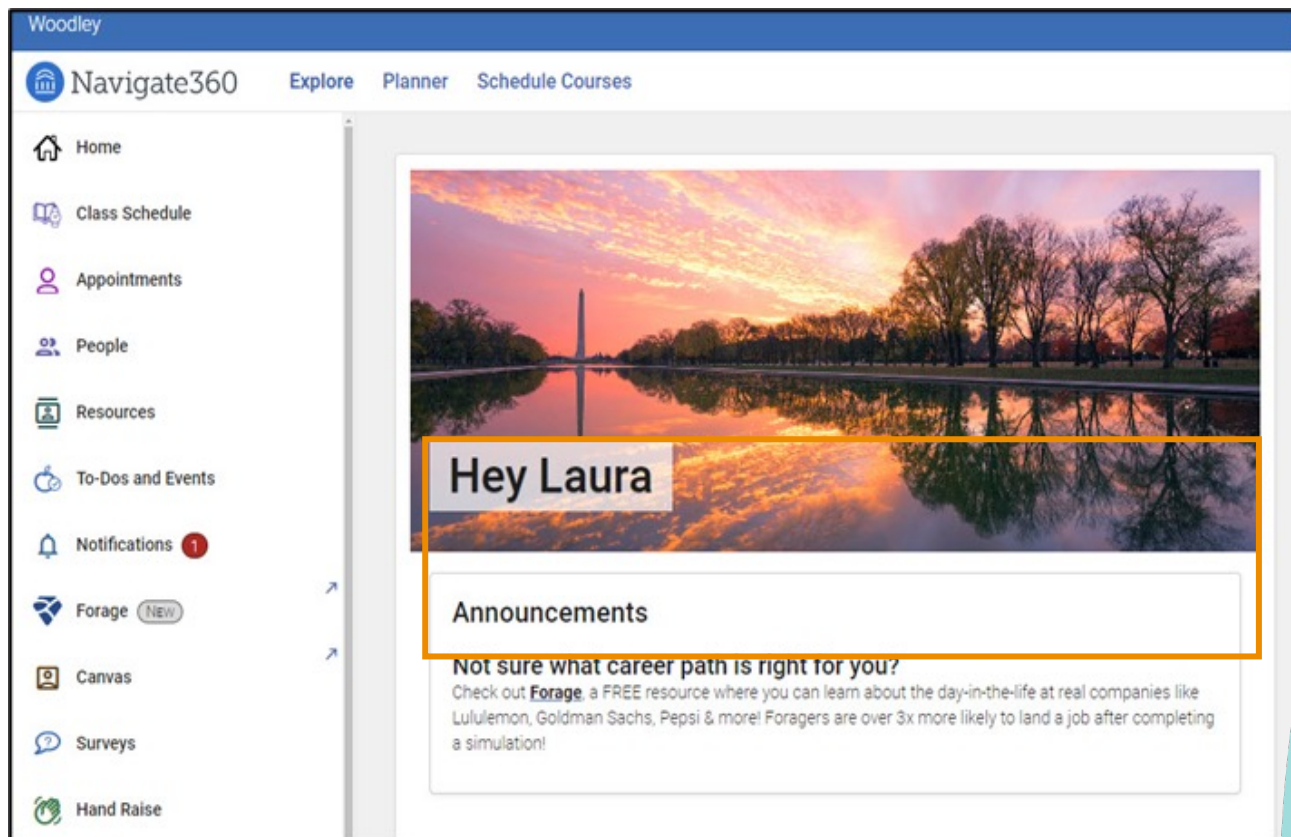 Woodley
Navigate360 Explore Planner Schedule Courses
Home
Class Schedule
Appointments
People
Resources
To-Dos and Events
Notifications 1
Forage NEW
Canvas
Surveys
Hand Raise
Hey Laura
Announcements
Not sure what career path is right for you?
Check out Forage, a FREE resource where you can learn about the day-in-the-life at real companies like
Lululemon, Goldman Sachs, Pepsi & more! Foragers are over 3x more likely to land a job after completing
a simulation!